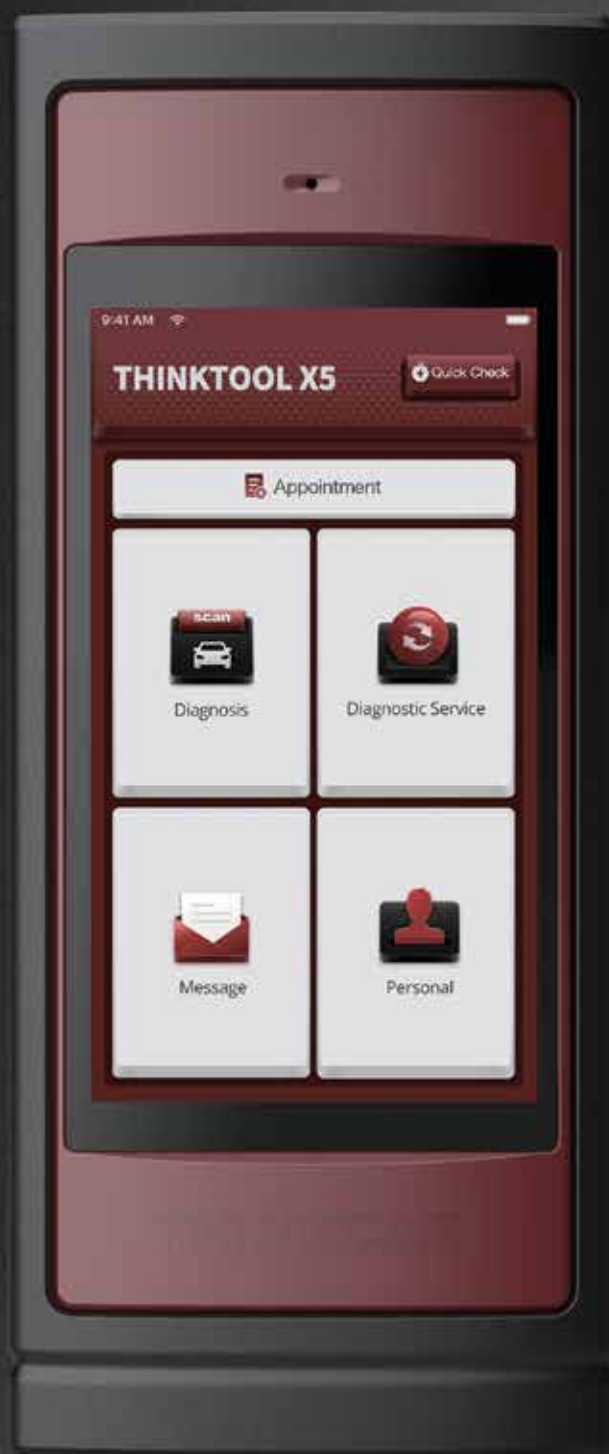 9:41 AM
THINKTOOL X5
Quick Check
Appointment
scan
Diagnosis
Diagnostic Service
Message
Personal